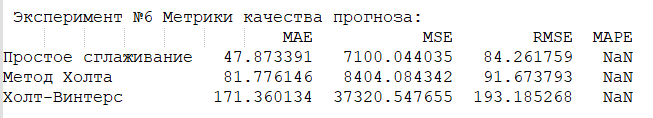 Эксперимент №6 Метрики качества прогноза:
MAE MSE RMSE MAPE
Простое сглаживание 47.873391 7100.044035 84.261759 NaN
Метод Холта 81.776146 8404.084342 91.673793 NaN
Холт-Винтерс 171.360134 37320.547655 193.185268 NaN